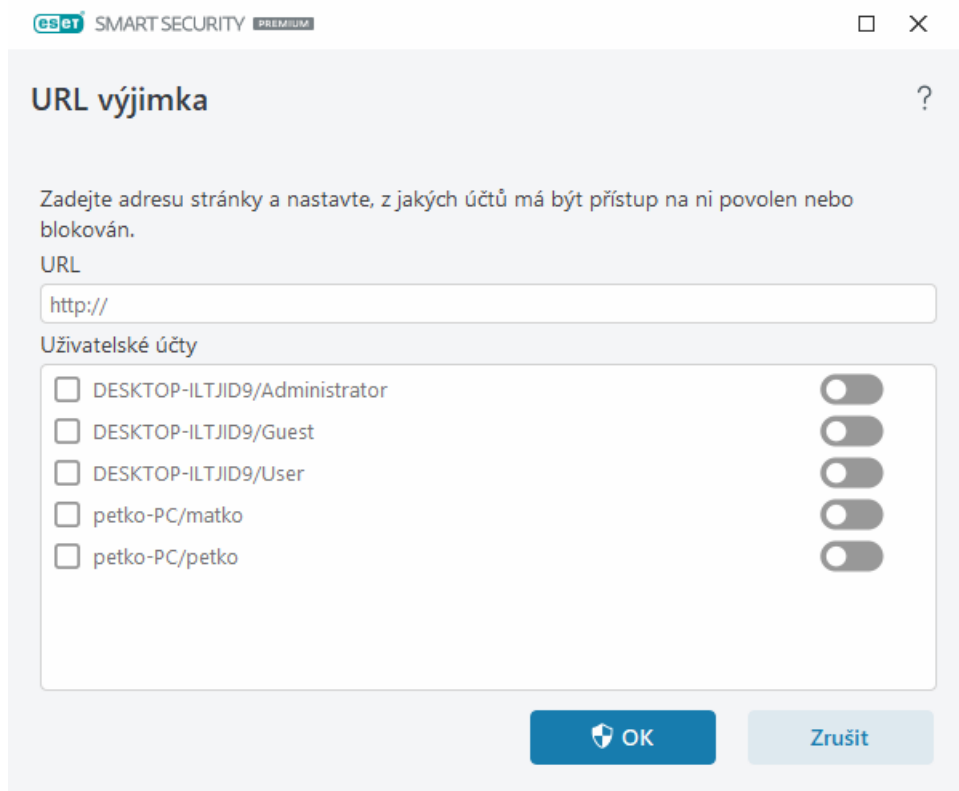 eset SMART SECURITY PREMIUM
URL výjimka
?
Zadejte adresu stránky a nastavte, z jakých účtů má být přístup na ni povolen nebo
blokován.
URL
http://
Uživatelské účty
DESKTOP-ILTJID9/Administrator
DESKTOP-ILTJID9/Guest
DESKTOP-ILTJID9/User
petko-PC/matko
petko-PC/petko
OK
Zrušit